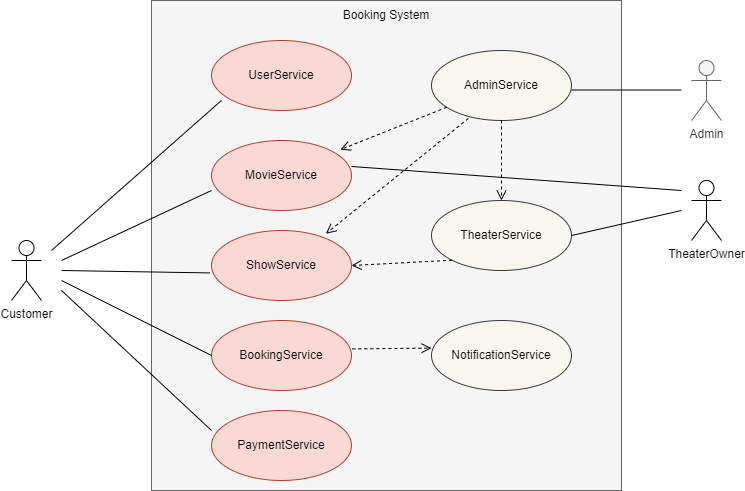 Booking System
UserService
AdminService
Admin
MovieService
TheaterService
TheaterOwner
ShowService
Customer
BookingService
NotificationService
PaymentService